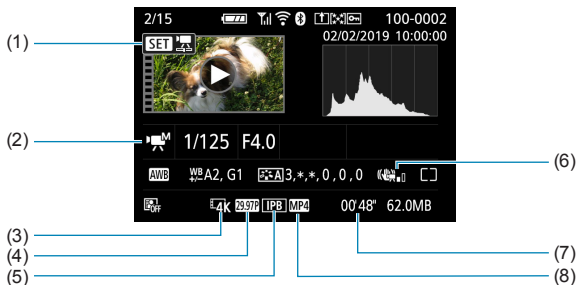 2/15 100-0002
(1) SET 02/02/2019 10:00:00
(2) M 1/125 F4.0
(6)
AWB WB +/- A2, G1 A 3,*,*,0,0,0
OFF 4K 29.97P IPB MP4 00'48" 62.0MB
(3) (7)
(4) (8)
(5)